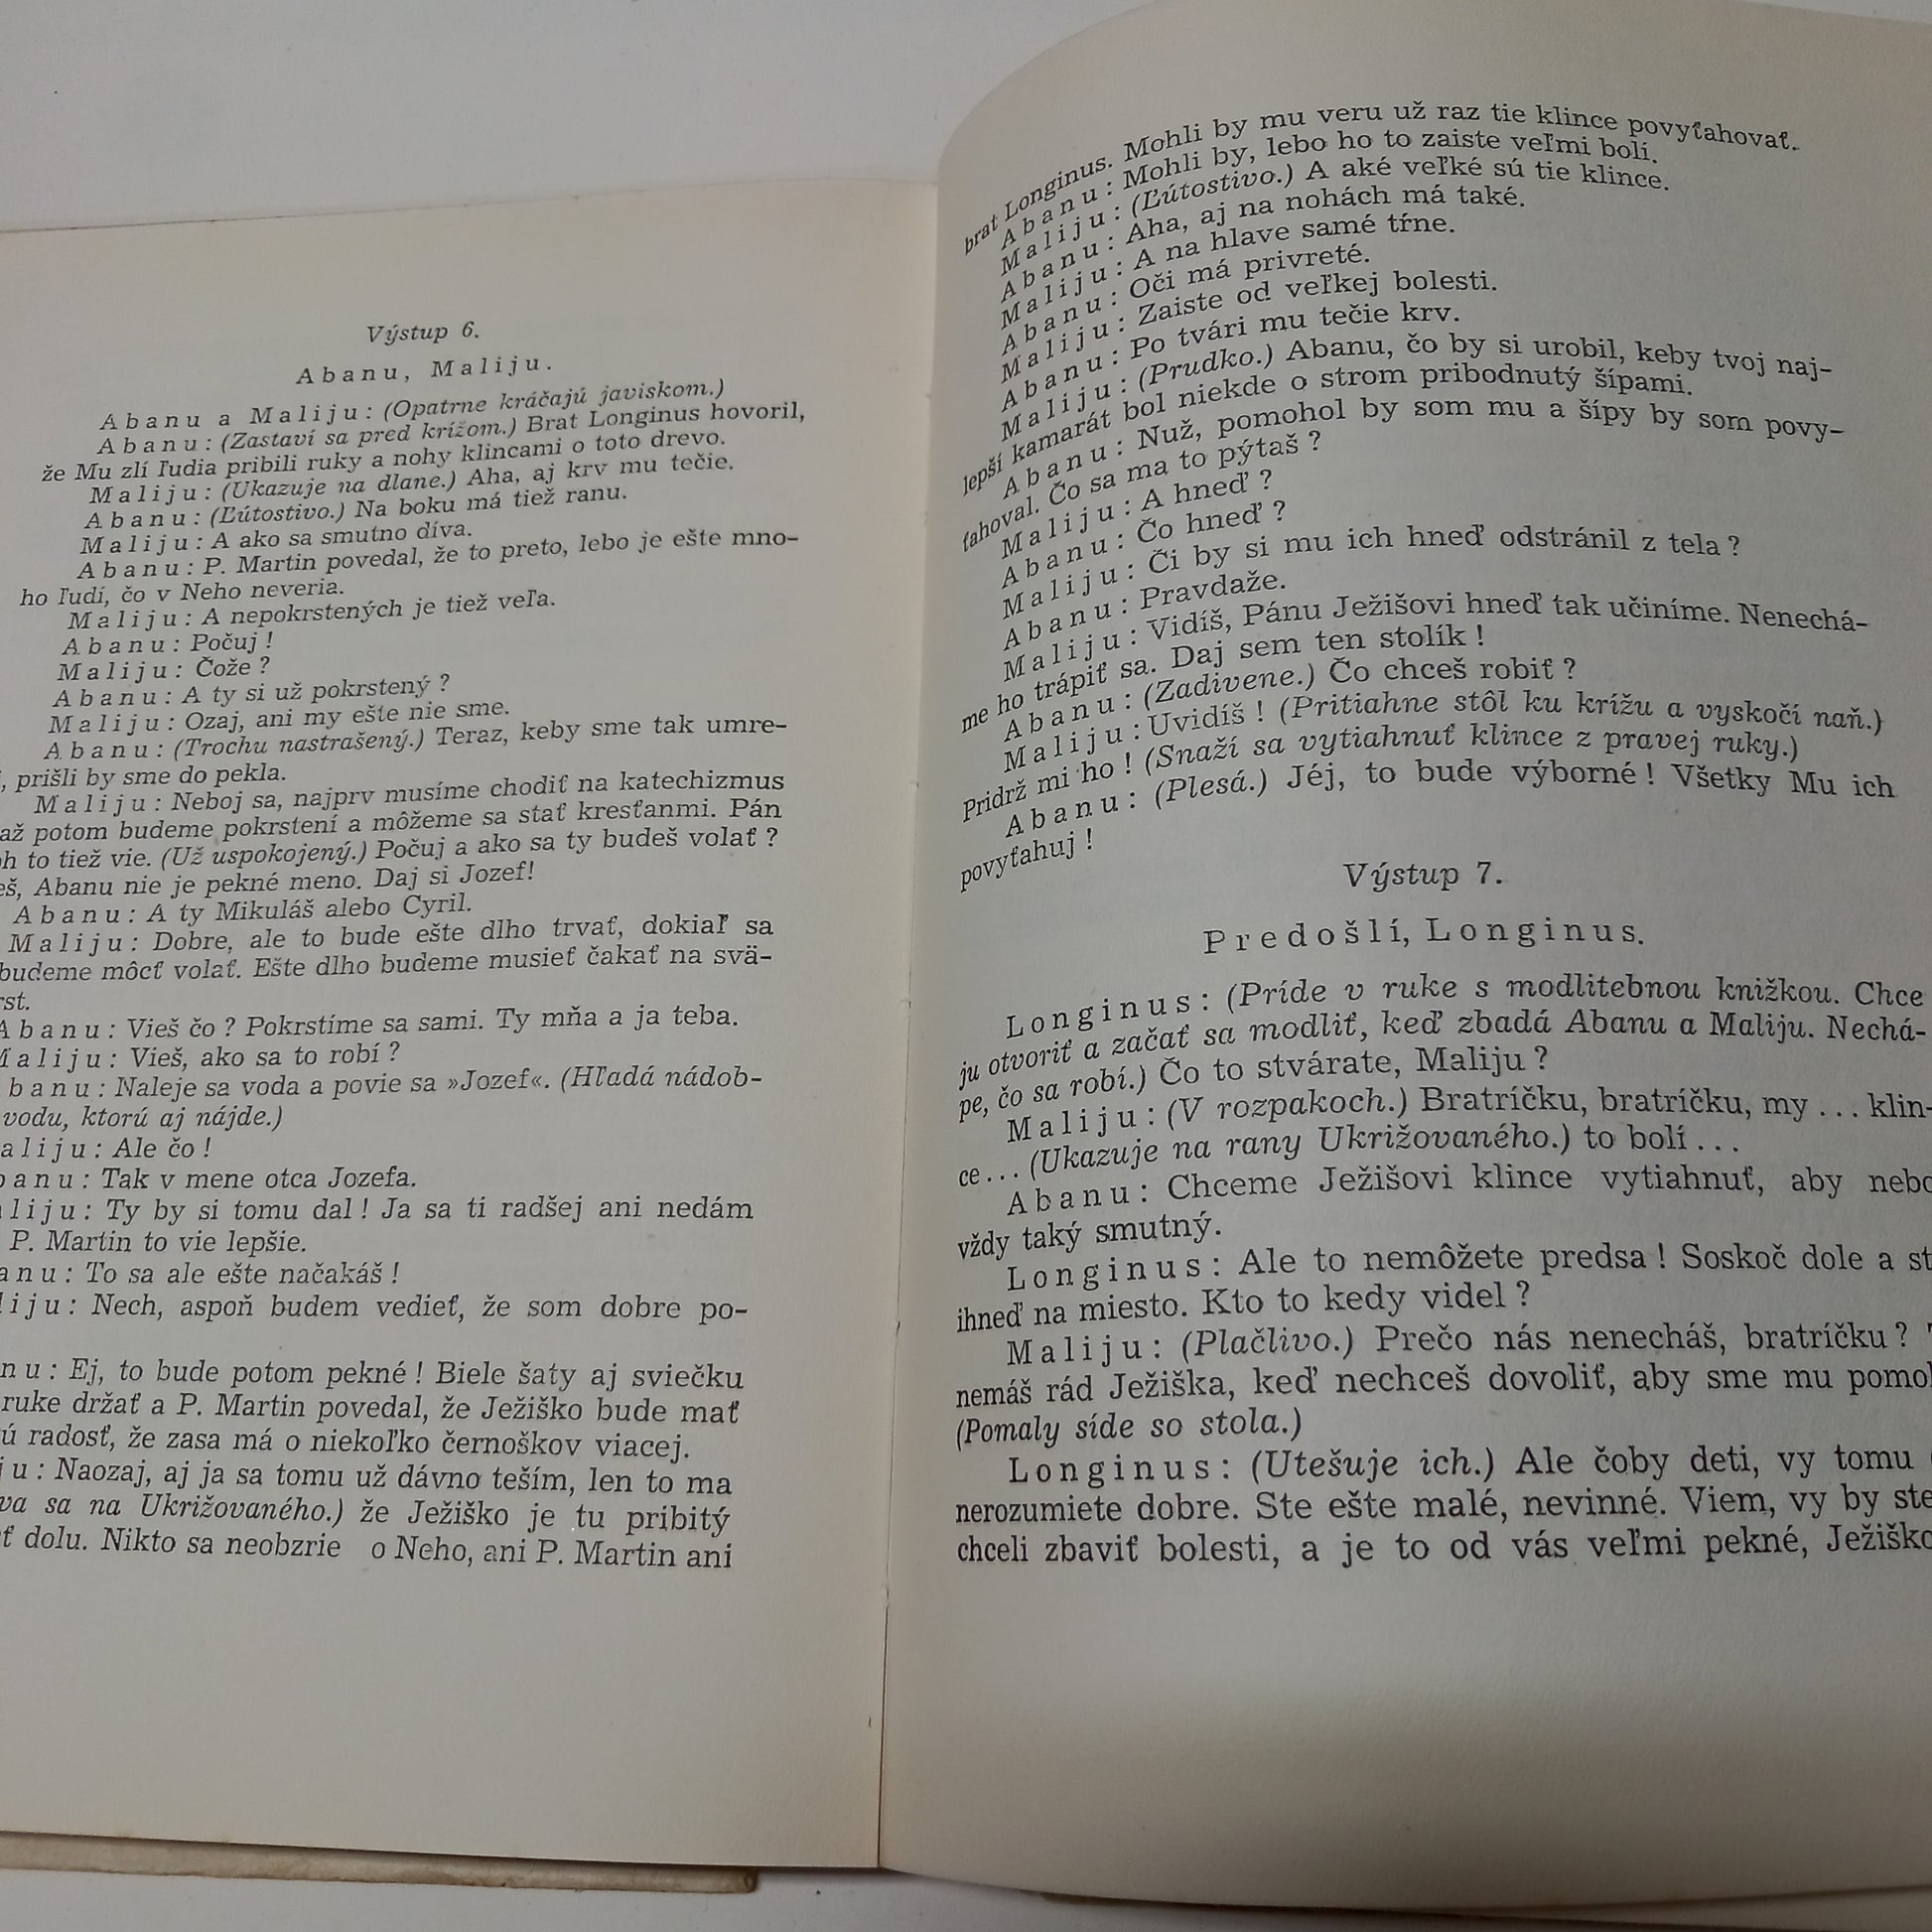 Výstup 6.
Abanu, Maliju.
Abanu a Maliju: (Opatrne kráčajú javiskom.)
Abanu: (Zastaví sa pred krížom.) Brat Longinus hovoril,
že Mu zlí ľudia pribili ruky a nohy klincami o toto drevo.
Maliju: (Ukazuje na dlane.) Aha, aj krv mu tečie.
Abanu: (Ľútostivo.) Na boku má tiež ranu.
Maliju: A ako sa smutno díva.
Abanu: P. Martin povedal, že to preto, lebo je ešte mno-
ho ľudí, čo v Neho neveria.
Maliju: A nepokrstených je tiež veľa.
Abanu: Počuj!
Maliju: Čože?
Abanu: A ty si už pokrstený?
Maliju: Ozaj, ani my ešte nie sme.
Abanu: (Trochu nastrašený.) Teraz, keby sme tak umre-
, prišli by sme do pekla.
Maliju: Neboj sa, najprv musíme chodiť na katechizmus
až potom budeme pokrstení a môžeme sa stať kresťanmi. Pán
to tiež vie. (Už uspokojený.) Počuj a ako sa ty budeš volať?
Abanu nie je pekné meno. Daj si Jozef!
Abanu: A ty Mikuláš alebo Cyril.
Maliju: Dobre, ale to bude ešte dlho trvať, dokiaľ sa
budeme môcť volať. Ešte dlho budeme musieť čakať na svä-
rst.
Abanu: Vieš čo? Pokrstíme sa sami. Ty mňa a ja teba.
Maliju: Vieš, ako sa to robí?
banu: Naleje sa voda a povie sa »Jozef«. (Hľadá nádob-
vodu, ktorú aj nájde.)
aliju: Ale čo!
banu: Tak v mene otca Jozefa.
liju: Ty by si tomu dal! Ja sa ti radšej ani nedám
P. Martin to vie lepšie.
anu: To sa ale ešte načakáš!
liju: Nech, aspoň budem vedieť, že som dobre po-
nu: Ej, to bude potom pekné! Biele šaty aj sviečku
ruke držať a P. Martin povedal, že Ježiško bude mať
ú radosť, že zasa má o niekoľko černoškov viacej.
ju: Naozaj, aj ja sa tomu už dávno teším, len to ma
va sa na Ukrižovaného.) že Ježiško je tu pribitý
ť dolu. Nikto sa neobzrie o Neho, ani P. Martin ani
brat Longinus. Mohli by mu veru už raz tie klince povyťahovať.
Abanu: Mohli by, lebo ho to zaiste veľmi bolí.
Maliju: (Ľútostivo.) A aké veľké sú tie klince.
Abanu: Aha, aj na nohách má také.
Maliju: A na hlave samé tŕne.
Abanu: Oči má privreté.
Maliju: Zaiste od veľkej bolesti.
Abanu: Po tvári mu tečie krv.
Maliju: (Prudko.) Abanu, čo by si urobil, keby tvoj naj-
lepší kamarát bol niekde o strom pribodnutý šípami.
Abanu: Nuž, pomohol by som mu a šípy by som povy-
ťahoval. Čo sa ma to pýtaš?
Maliju: A hneď?
Abanu: Čo hneď?
Maliju: Či by si mu ich hneď odstránil z tela?
Abanu: Pravdaže.
Maliju: Vidíš, Pánu Ježišovi hneď tak učiníme. Nenechá-
me ho trápiť sa. Daj sem ten stolík!
Abanu: (Zadivene.) Čo chceš robiť?
Maliju: Uvidíš! (Pritiahne stôl ku krížu a vyskočí naň.)
Pridrž mi ho! (Snaží sa vytiahnuť klince z pravej ruky.)
Abanu: (Plesá.) Jéj, to bude výborné! Všetky Mu ich
povyťahuj!
Výstup 7.
Predošlí, Longinus.
Longinus: (Príde v ruke s modlitebnou knižkou. Chce
ju otvoriť a začať sa modliť, keď zbadá Abanu a Maliju. Nechá-
pe, čo sa robí.) Čo to stvárate, Maliju?
Maliju: (V rozpakoch.) Bratríčku, bratríčku, my ... klin-
ce ... (Ukazuje na rany Ukrižovaného.) to bolí ...
Abanu: Chceme Ježišovi klince vytiahnuť, aby nebo
vždy taký smutný.
Longinus: Ale to nemôžete predsa! Soskoč dole a st
ihneď na miesto. Kto to kedy videl?
Maliju: (Plačlivo.) Prečo nás nenecháš, bratríčku?
nemáš rád Ježiška, keď nechceš dovoliť, aby sme mu pomoh
(Pomaly síde so stola.)
Longinus: (Utešuje ich.) Ale čoby deti, vy tomu
nerozumiete dobre. Ste ešte malé, nevinné. Viem, vy by ste
chceli zbaviť bolesti, a je to od vás veľmi pekné, Ježiško